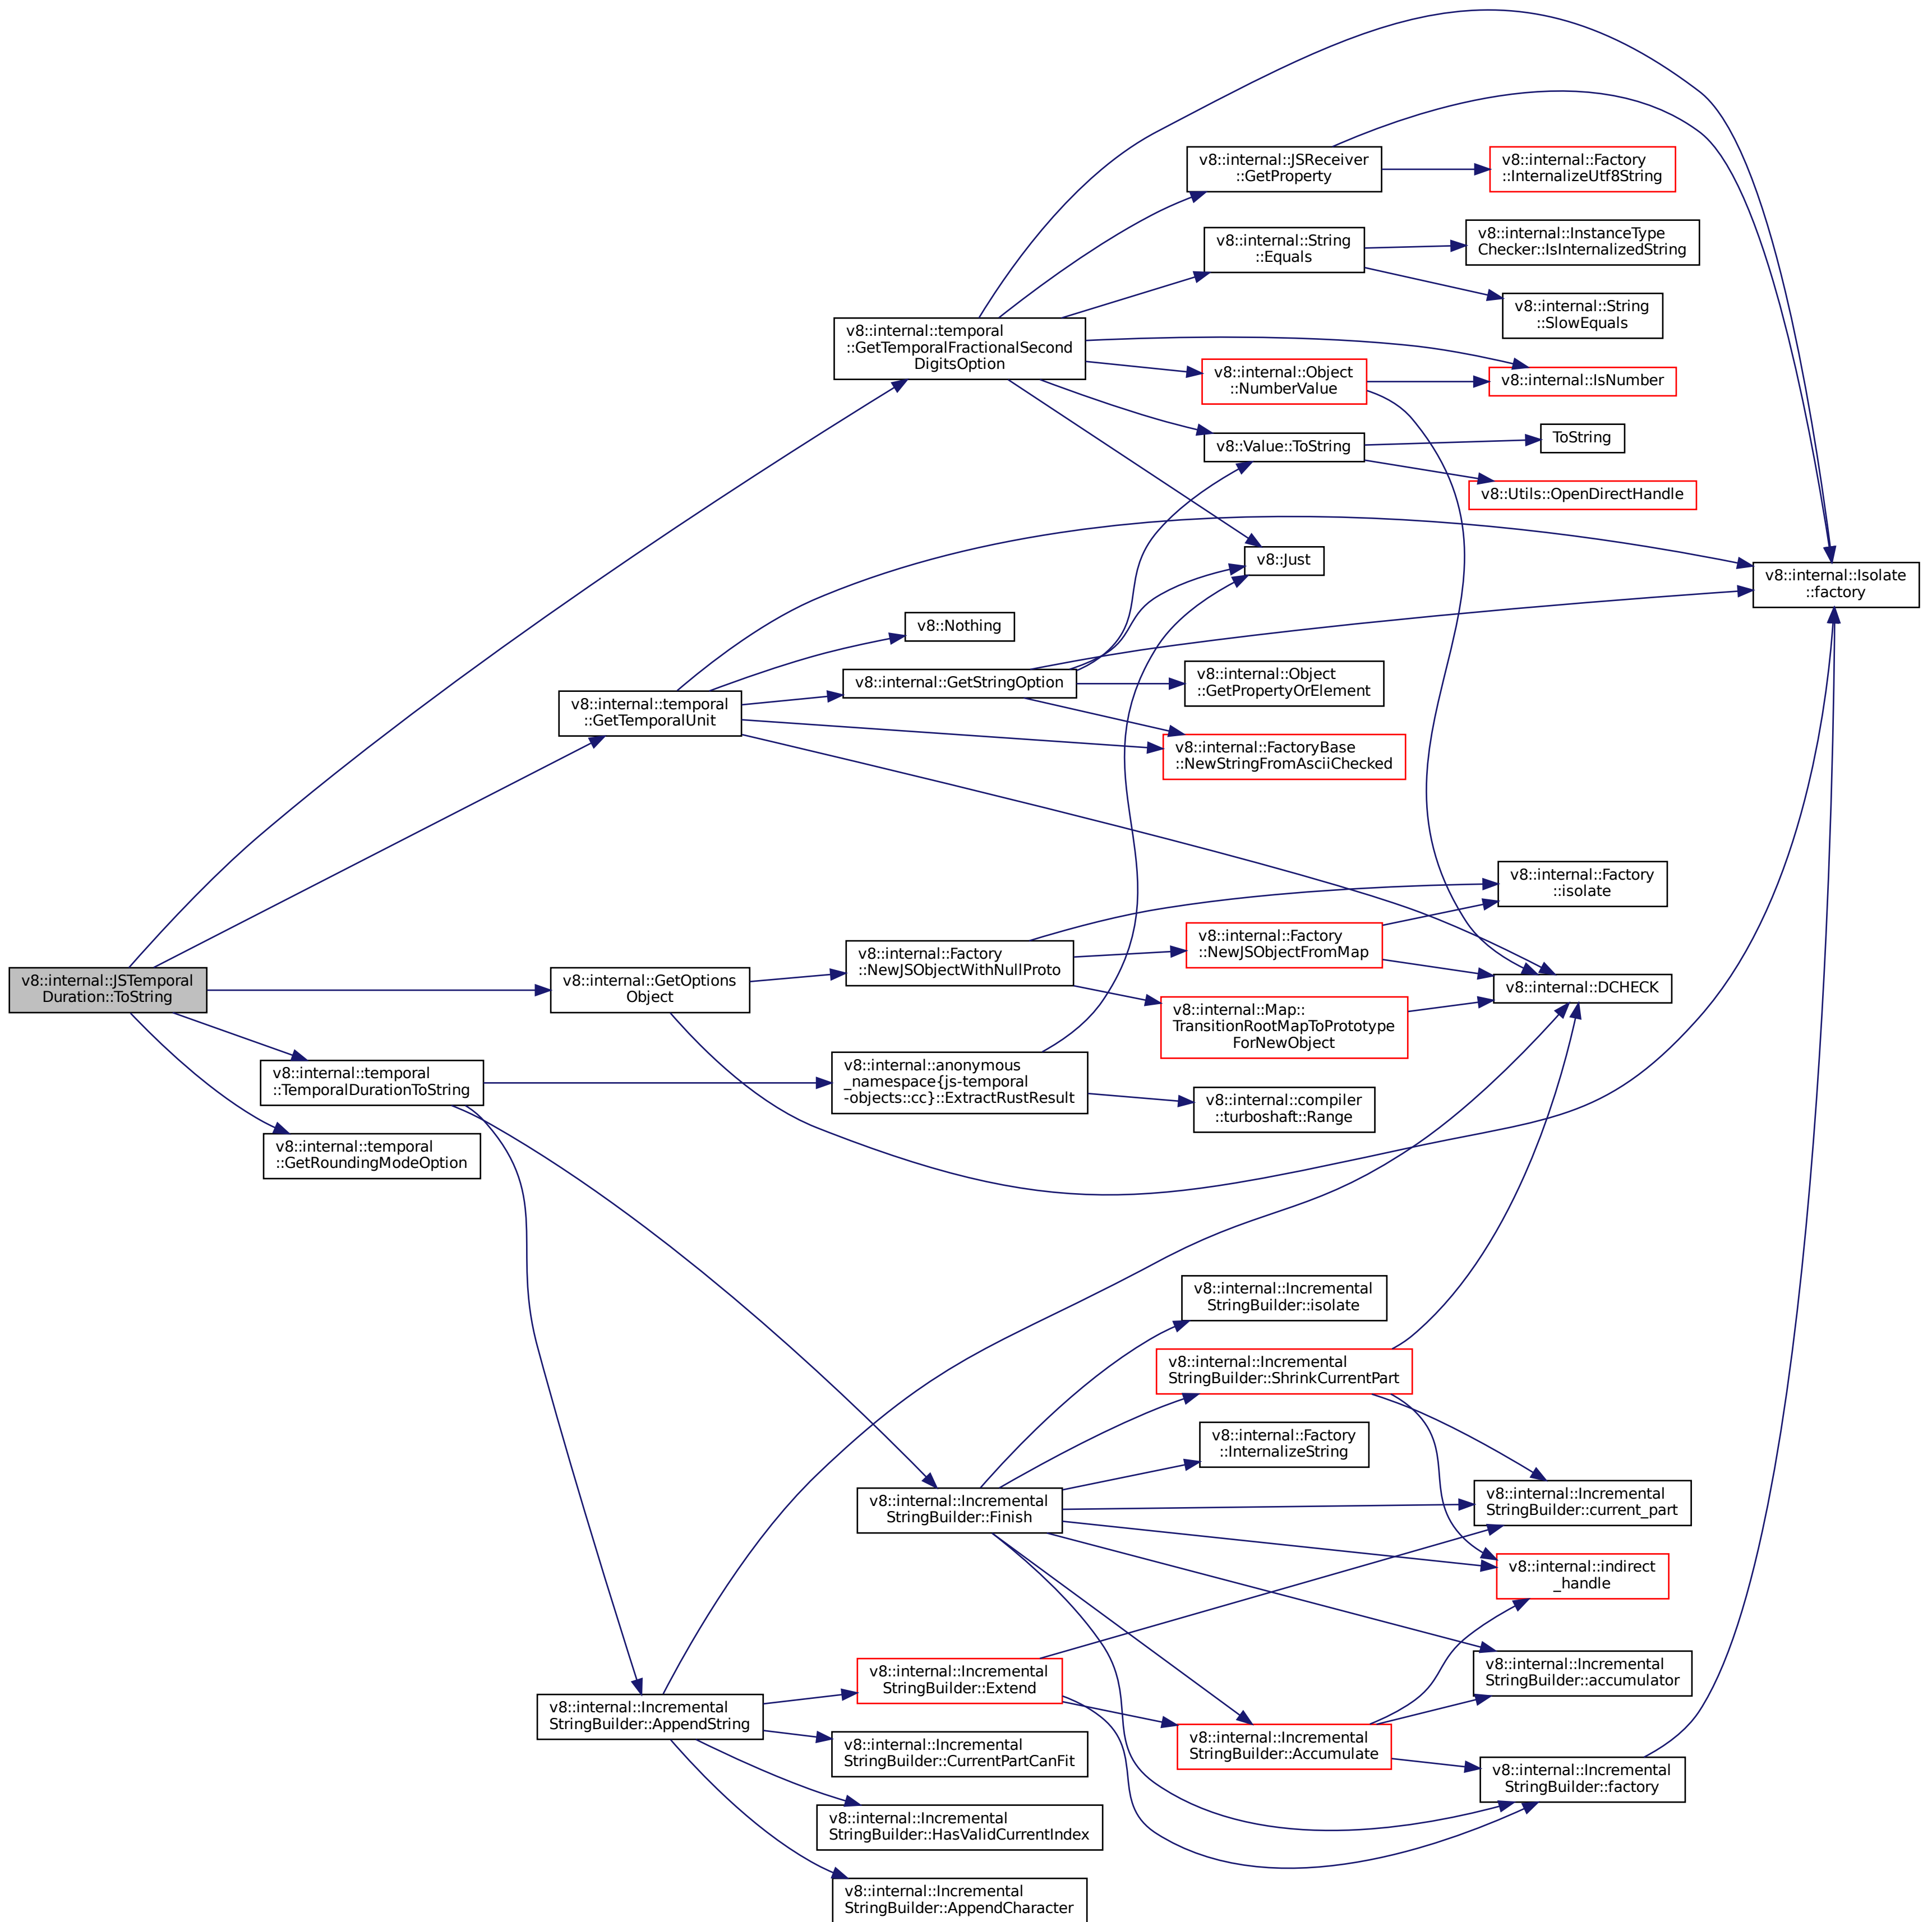 v8::internal::JSReceiver
::GetProperty
v8::internal::Factory
::InternalizeUtf8String
v8::internal::String
::Equals
v8::internal::InstanceType
Checker::IsInternalizedString
v8::internal::String
::SlowEquals
v8::internal::temporal
::GetTemporalFractionalSecond
DigitsOption
v8::internal::Object
::NumberValue
v8::internal::IsNumber
v8::Value::ToString
ToString
v8::Utils::OpenDirectHandle
v8::Just
v8::internal::Isolate
::factory
v8::Nothing
v8::internal::GetStringOption
v8::internal::Object
::GetPropertyOrElement
v8::internal::temporal
::GetTemporalUnit
v8::internal::FactoryBase
::NewStringFromAsciiChecked
v8::internal::Factory
::isolate
v8::internal::JSTemporal
Duration::ToString
v8::internal::GetOptions
Object
v8::internal::Factory
::NewJSObjectWithNullProto
v8::internal::Factory
::NewJSObjectFromMap
v8::internal::DCHECK
v8::internal::Map::
TransitionRootMapToPrototype
ForNewObject
v8::internal::temporal
::TemporalDurationToString
v8::internal::anonymous
_namespace{js-temporal
-objects::cc}::ExtractRustResult
v8::internal::compiler
::turboshaft::Range
v8::internal::temporal
::GetRoundingModeOption
v8::internal::Incremental
StringBuilder::isolate
v8::internal::Incremental
StringBuilder::ShrinkCurrentPart
v8::internal::Factory
::InternalizeString
v8::internal::Incremental
StringBuilder::Finish
v8::internal::Incremental
StringBuilder::current_part
v8::internal::indirect
_handle
v8::internal::Incremental
StringBuilder::Extend
v8::internal::Incremental
StringBuilder::accumulator
v8::internal::Incremental
StringBuilder::AppendString
v8::internal::Incremental
StringBuilder::CurrentPartCanFit
v8::internal::Incremental
StringBuilder::Accumulate
v8::internal::Incremental
StringBuilder::factory
v8::internal::Incremental
StringBuilder::HasValidCurrentIndex
v8::internal::Incremental
StringBuilder::AppendCharacter